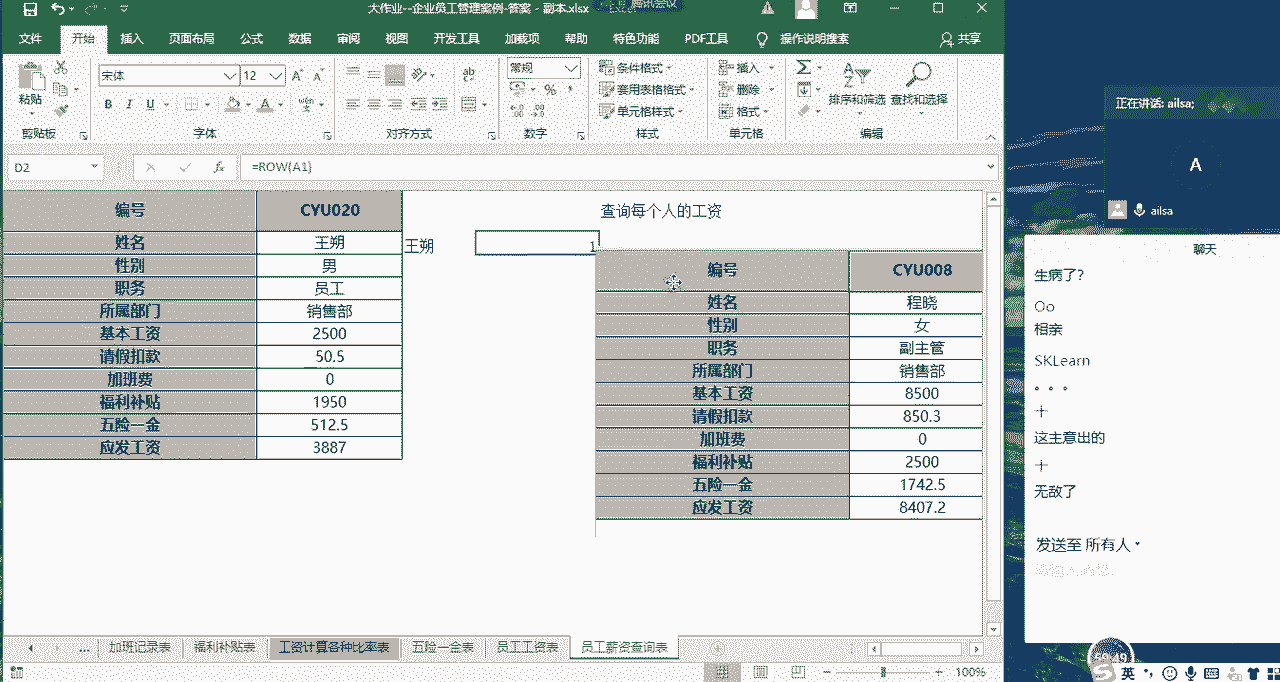 大作业--企业员工管理案例-答案 - 副本.xlsx
腾讯会议
文件 开始 插入 页面布局 公式 数据 审阅 视图 开发工具 加载项 帮助 特色功能 PDF工具 操作说明搜索 共享
宋体 12 常规 条件格式 插入
粘贴 B I U 套用表格格式 删除 排序和筛选 查找和选择
单元格样式 格式
剪贴板 字体 对齐方式 数字 样式 单元格 编辑
D2 fx =ROW(A1)
编号 CYU020 查询每个人的工资
姓名 王朔 王朔 1
性别 男
职务 员工
所属部门 销售部
基本工资 2500
请假扣款 50.5
加班费 0
福利补贴 1950
五险一金 512.5
应发工资 3887
编号 CYU008
姓名 程晓
性别 女
职务 副主管
所属部门 销售部
基本工资 8500
请假扣款 850.3
加班费 0
福利补贴 2500
五险一金 1742.5
应发工资 8407.2
... 加班记录表 福利补贴表 工资计算各种比率表 五险一金表 员工工资表 员工薪资查询表
100%
正在讲话: ailsa;
A
ailsa
聊天
生病了?
Oo
相亲
SKLearn
。。。
十
这主意出的
十
无敌了
发送至 所有人
英